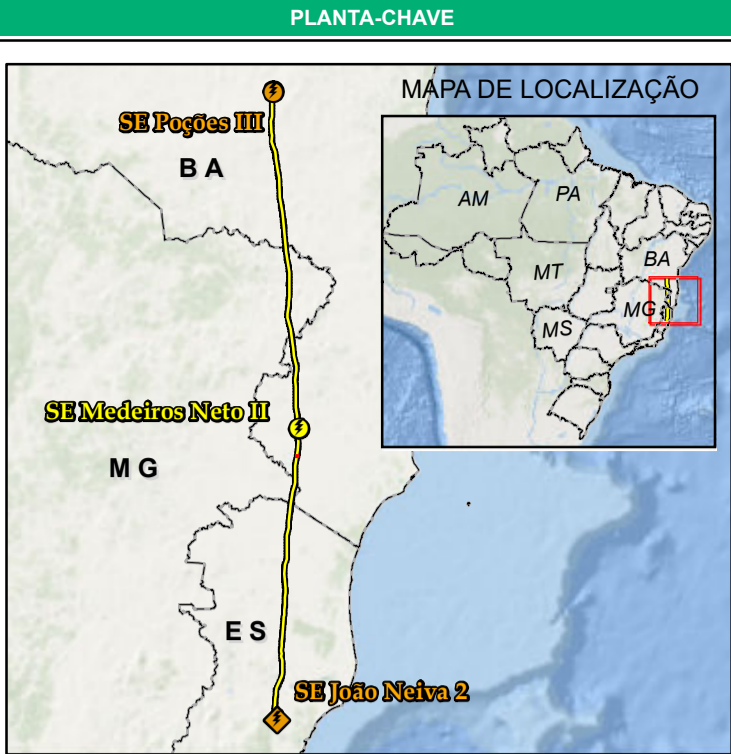 PLANTA-CHAVE
MAPA DE LOCALIZAÇÃO
SE Poções III
B A
AM
PA
BA
MT
MG
MS
SE Medeiros Neto II
M G
E S
SE João Neiva 2